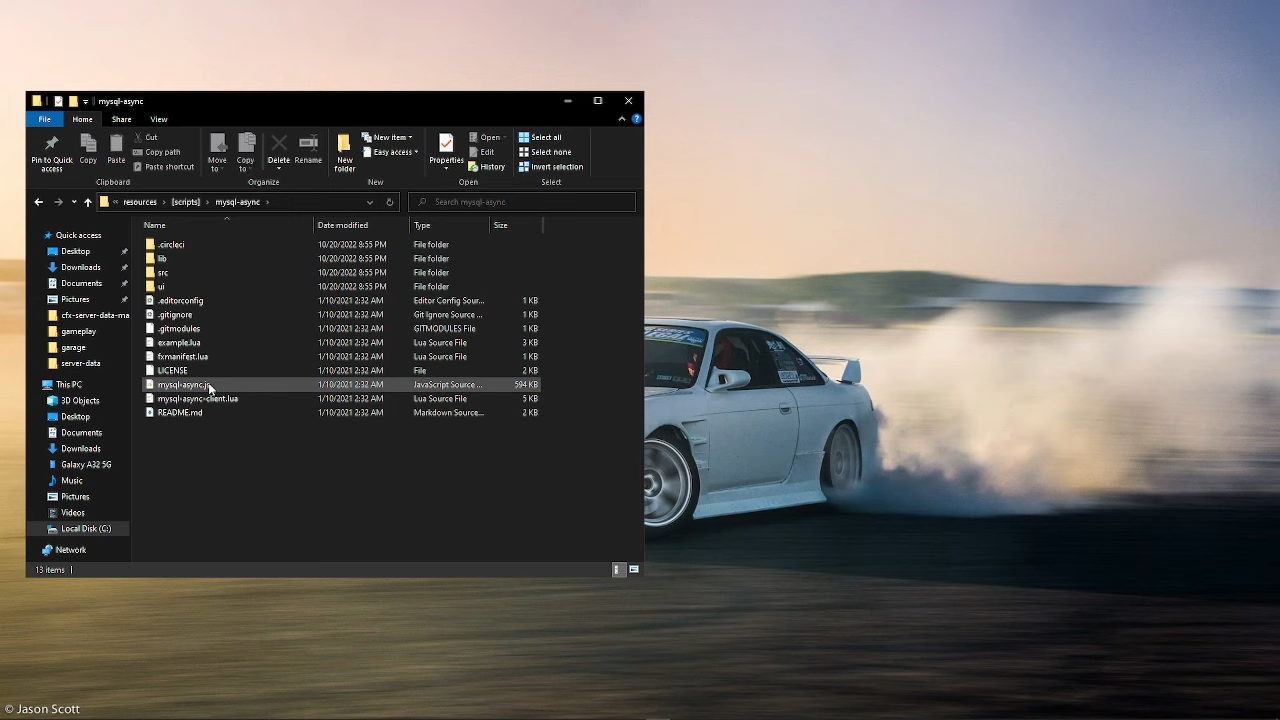 mysql-async
File Home Share View
Pin to Quick access
Copy
Paste
Cut
Copy path
Paste shortcut
Clipboard
Move to
Copy to
Delete
Rename
Organize
New folder
New item
Easy access
New
Properties
Open
Edit
History
Open
Select all
Select none
Invert selection
Select
« resources › [scripts] › mysql-async ›
Search mysql-async
Name Date modified Type Size
Quick access
Desktop
Downloads
Documents
Pictures
cfx-server-data-ma
gameplay
garage
server-data
This PC
3D Objects
Desktop
Documents
Downloads
Galaxy A32 5G
Music
Pictures
Videos
Local Disk (C:)
Network
.circleci 10/20/2022 8:55 PM File folder
lib 10/20/2022 8:55 PM File folder
src 10/20/2022 8:55 PM File folder
ui 10/20/2022 8:55 PM File folder
.editorconfig 1/10/2021 2:32 AM Editor Config Sour... 1 KB
.gitignore 1/10/2021 2:32 AM Git Ignore Source ... 1 KB
.gitmodules 1/10/2021 2:32 AM GITMODULES File 1 KB
example.lua 1/10/2021 2:32 AM Lua Source File 3 KB
fxmanifest.lua 1/10/2021 2:32 AM Lua Source File 1 KB
LICENSE 1/10/2021 2:32 AM File 2 KB
mysql-async.js 1/10/2021 2:32 AM JavaScript Source ... 594 KB
mysql-async-client.lua 1/10/2021 2:32 AM Lua Source File 5 KB
README.md 1/10/2021 2:32 AM Markdown Source... 2 KB
13 items
© Jason Scott